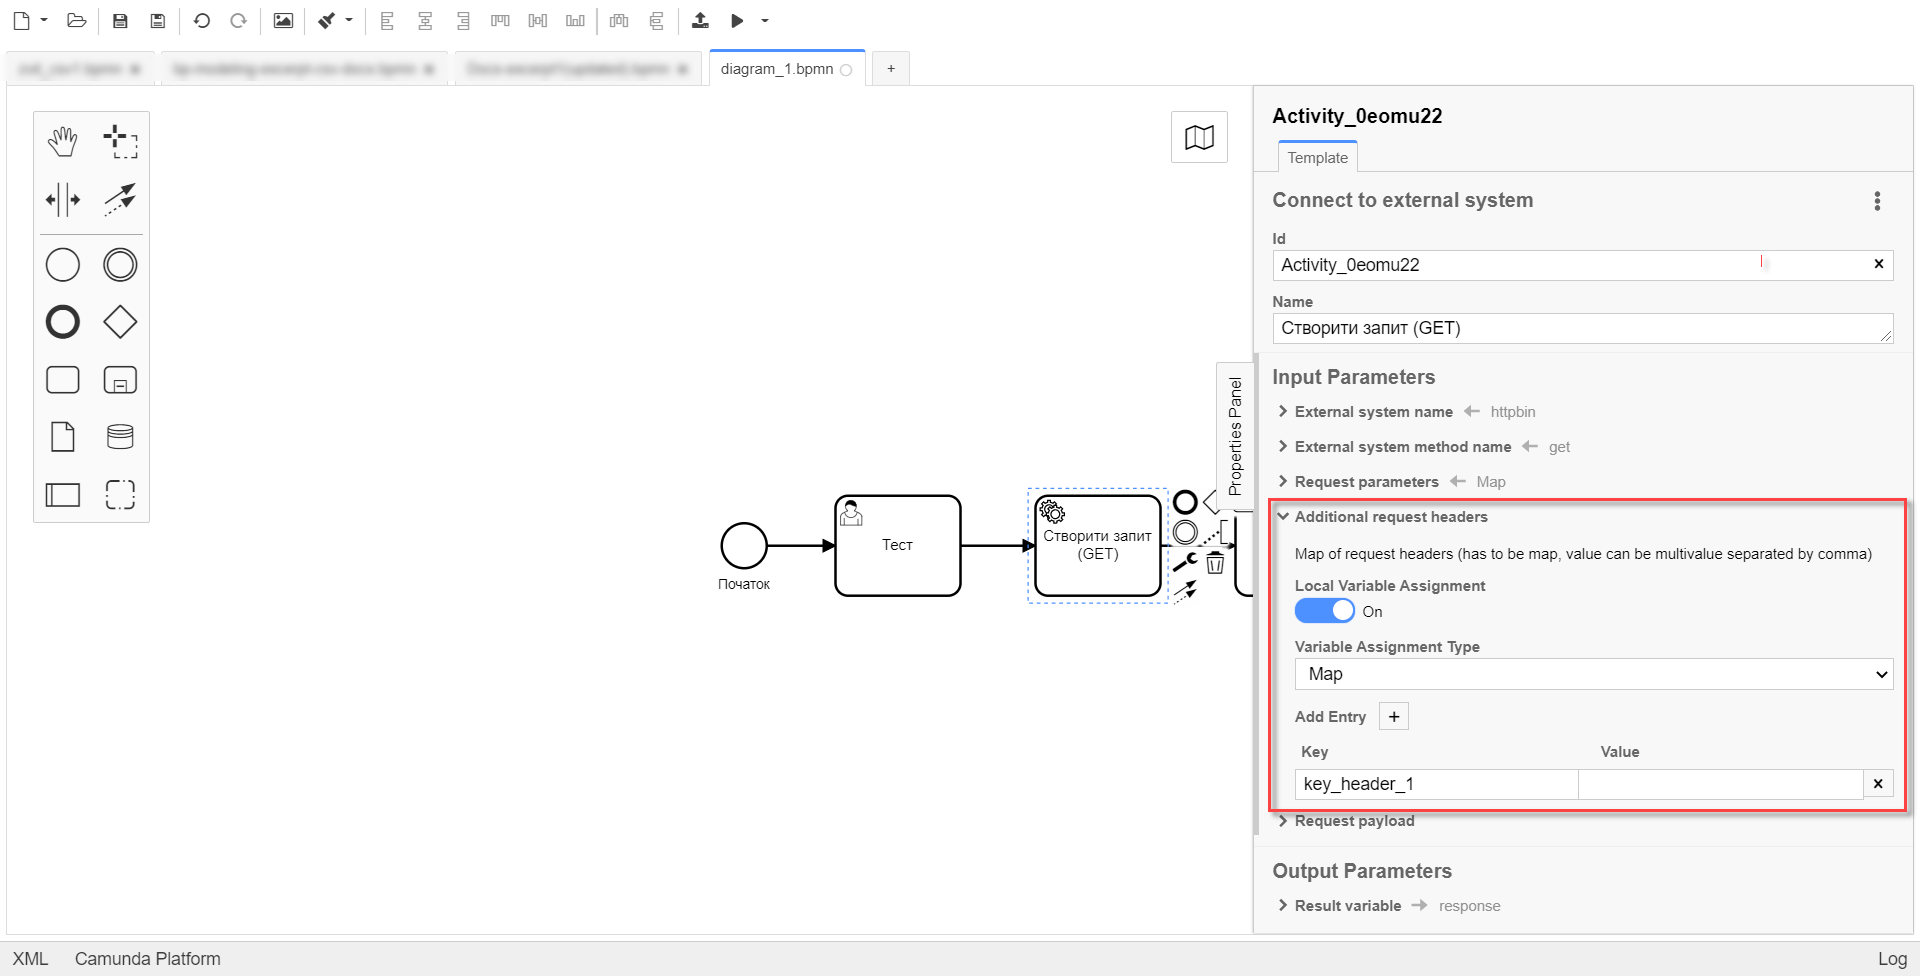 diagram_1.bpmn
+
Початок
Тест
Створити запит
(GET)
Properties Panel
Activity_0eomu22
Template
Connect to external system
Id
Activity_0eomu22
Name
Створити запит (GET)
Input Parameters
External system name httpbin
External system method name get
Request parameters Map
Additional request headers
Map of request headers (has to be map, value can be multivalue separated by comma)
Local Variable Assignment
On
Variable Assignment Type
Map
Add Entry +
Key Value
key_header_1
Request payload
Output Parameters
Result variable response
XML Camunda Platform Log